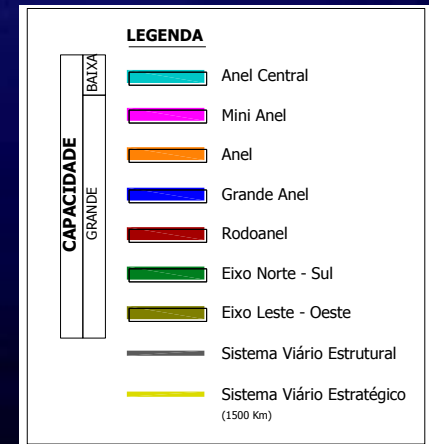 LEGENDA
CAPACIDADE
BAIXA
GRANDE
Anel Central
Mini Anel
Anel
Grande Anel
Rodoanel
Eixo Norte - Sul
Eixo Leste - Oeste
Sistema Viário Estrutural
Sistema Viário Estratégico
(1500 Km)